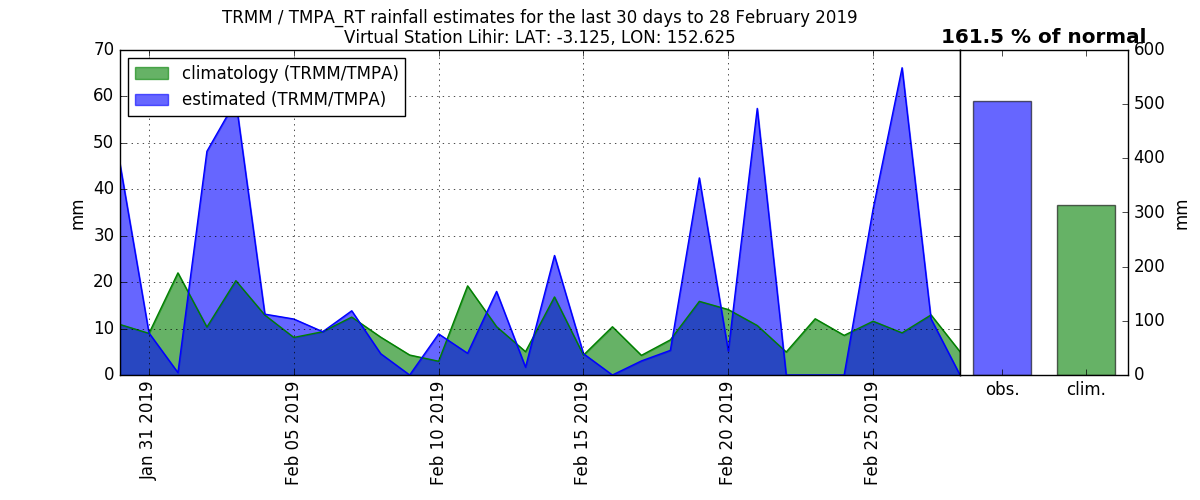 TRMM / TMPA_RT rainfall estimates for the last 30 days to 28 February 2019
Virtual Station Lihir: LAT: -3.125, LON: 152.625
161.5 % of normal
climatology (TRMM/TMPA)
estimated (TRMM/TMPA)
70
60
50
40
30
20
10
0
mm
Jan 31 2019
Feb 05 2019
Feb 10 2019
Feb 15 2019
Feb 20 2019
Feb 25 2019
obs.
clim.
600
500
400
300
200
100
0
mm